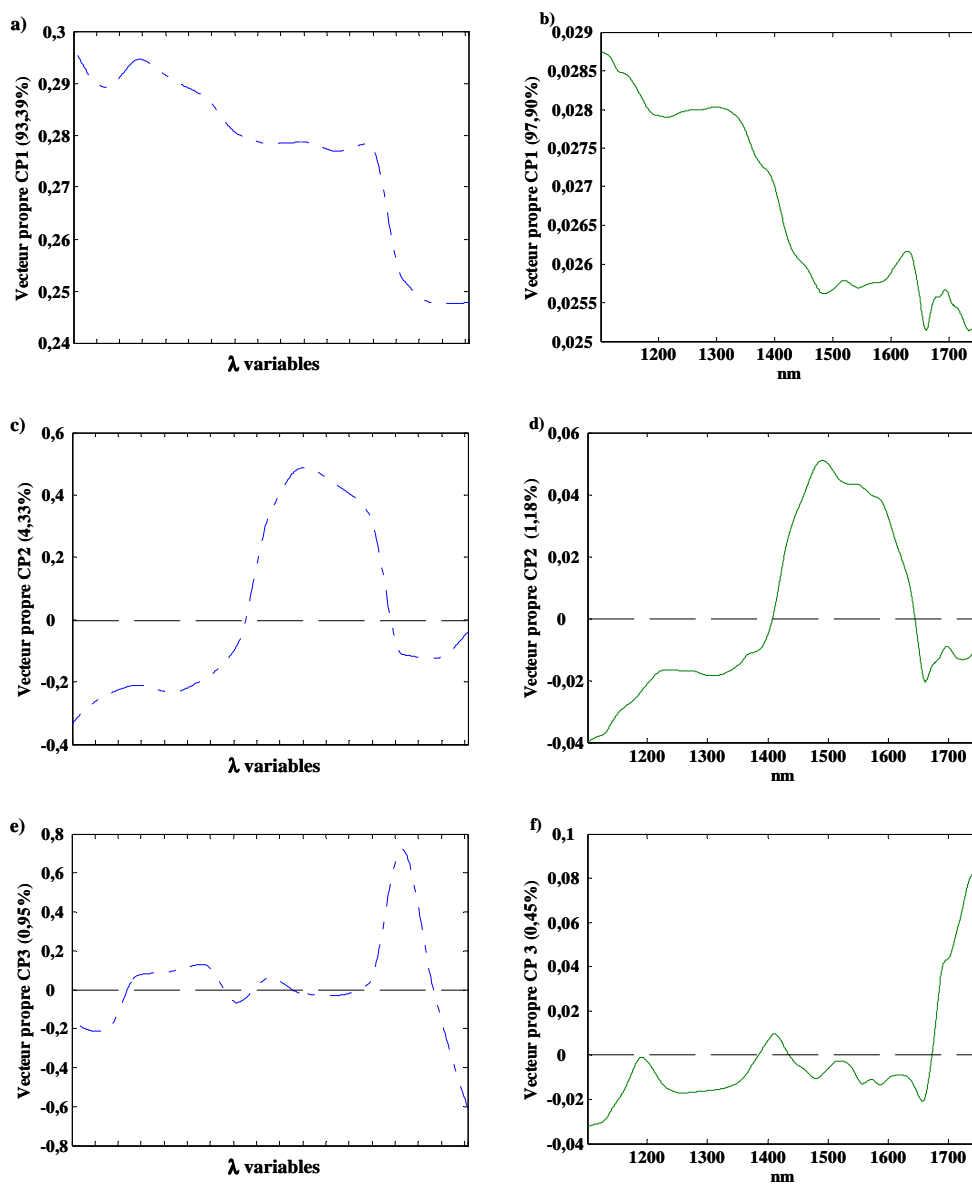 a)
Vecteur propre CP1 (93,39%)
0,3
0,29
0,28
0,27
0,26
0,25
0,24
λ variables
b)
Vecteur propre CP1 (97,90%)
0,029
0,0285
0,028
0,0275
0,027
0,0265
0,026
0,0255
0,025
1200 1300 1400 1500 1600 1700
nm
c)
Vecteur propre CP2 (4,33%)
0,6
0,4
0,2
0
-0,2
-0,4
λ variables
d)
Vecteur propre CP2 (1,18%)
0,06
0,04
0,02
0
-0,02
-0,04
1200 1300 1400 1500 1600 1700
nm
e)
Vecteur propre CP3 (0,95%)
0,8
0,6
0,4
0,2
0
-0,2
-0,4
-0,6
-0,8
λ variables
f)
Vecteur propre CP 3 (0,45%)
0,1
0,08
0,06
0,04
0,02
0
-0,02
-0,04
1200 1300 1400 1500 1600 1700
nm